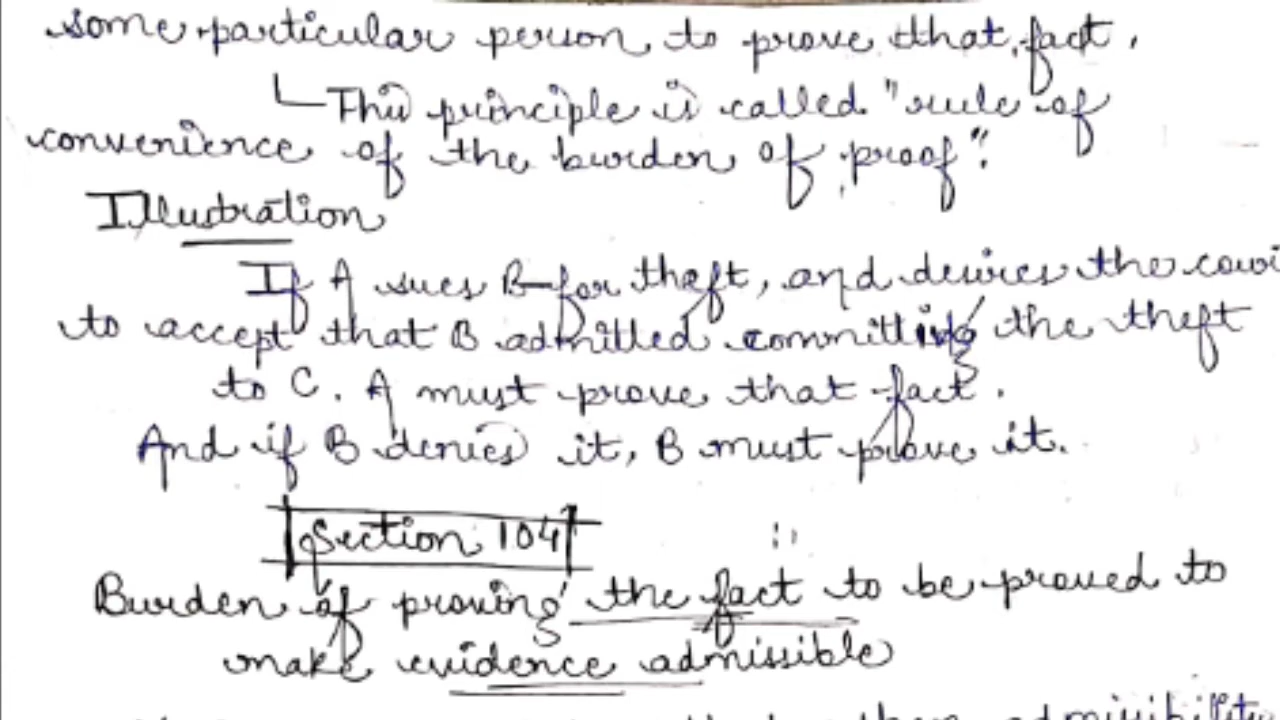 some particular person to prove that fact.
This principle is called "rule of
convenience of the burden of proof".
Illustration
If A sues B for theft, and desires the
to accept that B admitted committing the theft
to C. A must prove that fact.
And if B denies it, B must prove it.
Section 104
Burden of proving the fact to be proved to
make evidence admissible